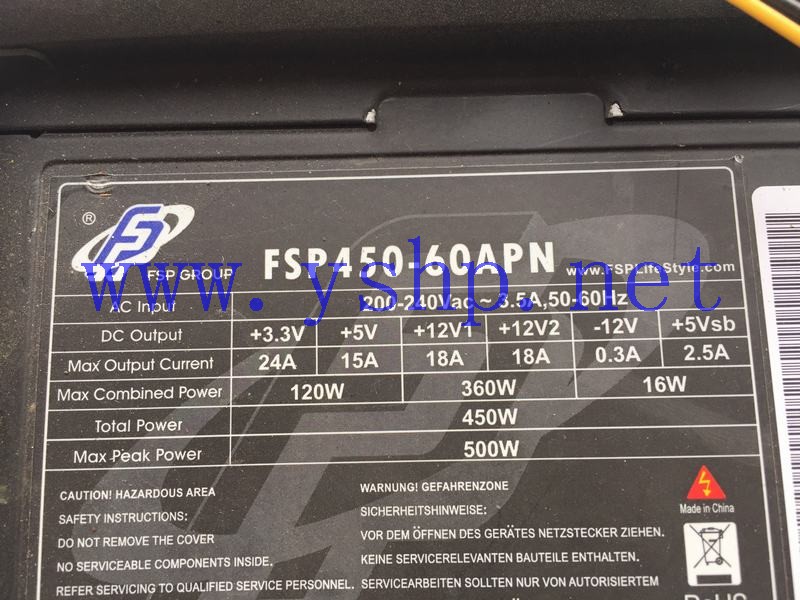 ® FSP GROUP FSP450-60APN www.FSPLifeStyle.com
www.yshp.net
AC Input 200-240Vac ~ 3.5A,50-60Hz
DC Output +3.3V +5V +12V1 +12V2 -12V +5Vsb
Max Output Current 24A 15A 18A 18A 0.3A 2.5A
Max Combined Power 120W 360W 16W
Total Power 450W
Max Peak Power 500W
CAUTION! HAZARDOUS AREA
SAFETY INSTRUCTIONS:
DO NOT REMOVE THE COVER
NO SERVICEABLE COMPONENTS INSIDE.
REFER SERVICING TO QUALIFIED SERVICE PERSONNEL.
WARNUNG! GEFAHRENZONE
SICHERHEITSHINWEISE:
VOR DEM ÖFFNEN DES GERÄTES NETZSTECKER ZIEHEN.
KEINE SERVICERELEVANTEN BAUTEILE ENTHALTEN.
SERVICEARBEITEN SOLLTEN NUR VON AUTORISIERTEM
Made in China
RoHS